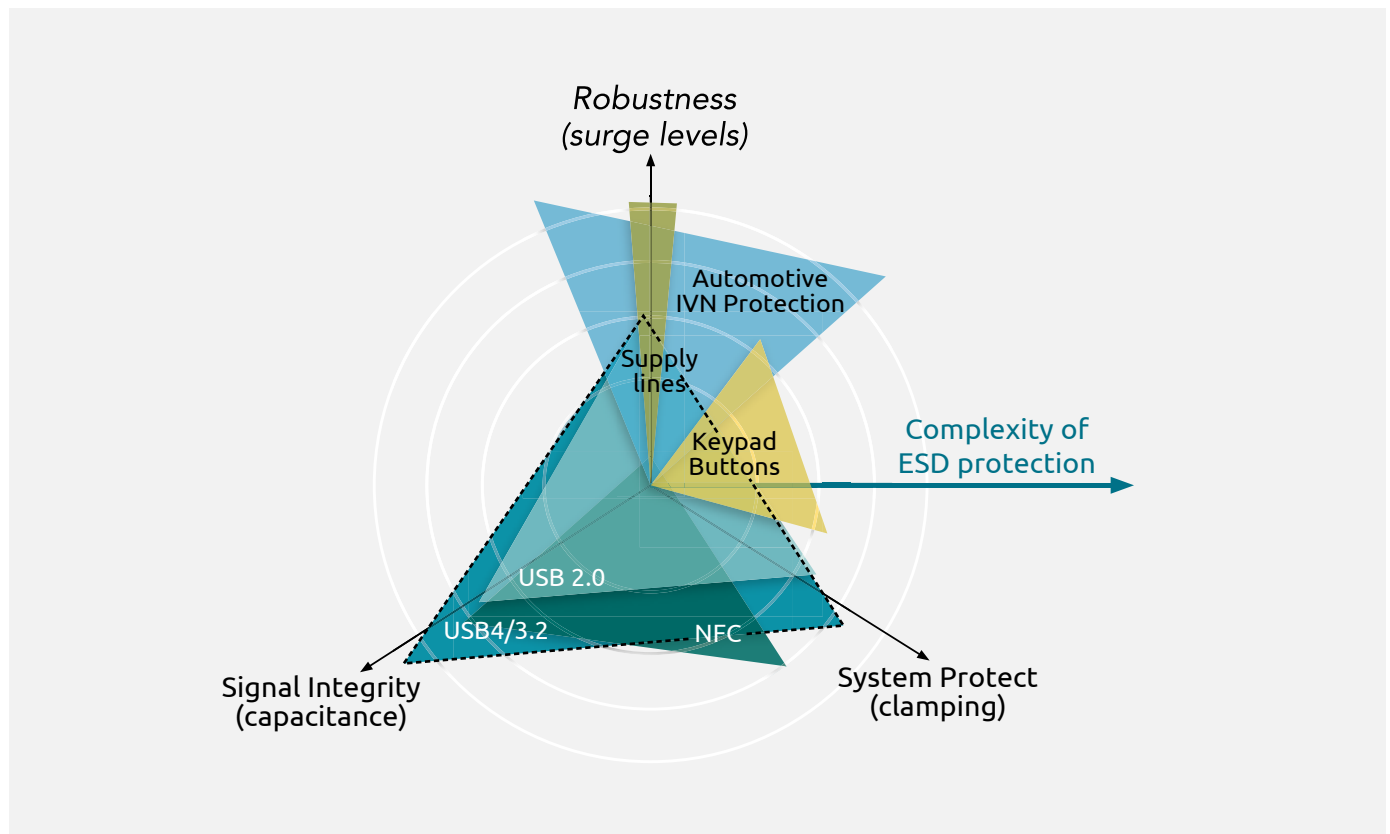 Robustness
(surge levels)
Automotive
IVN Protection
Supply
lines
Complexity of
ESD protection
Keypad
Buttons
USB 2.0
USB4/3.2
NFC
Signal Integrity
(capacitance)
System Protect
(clamping)